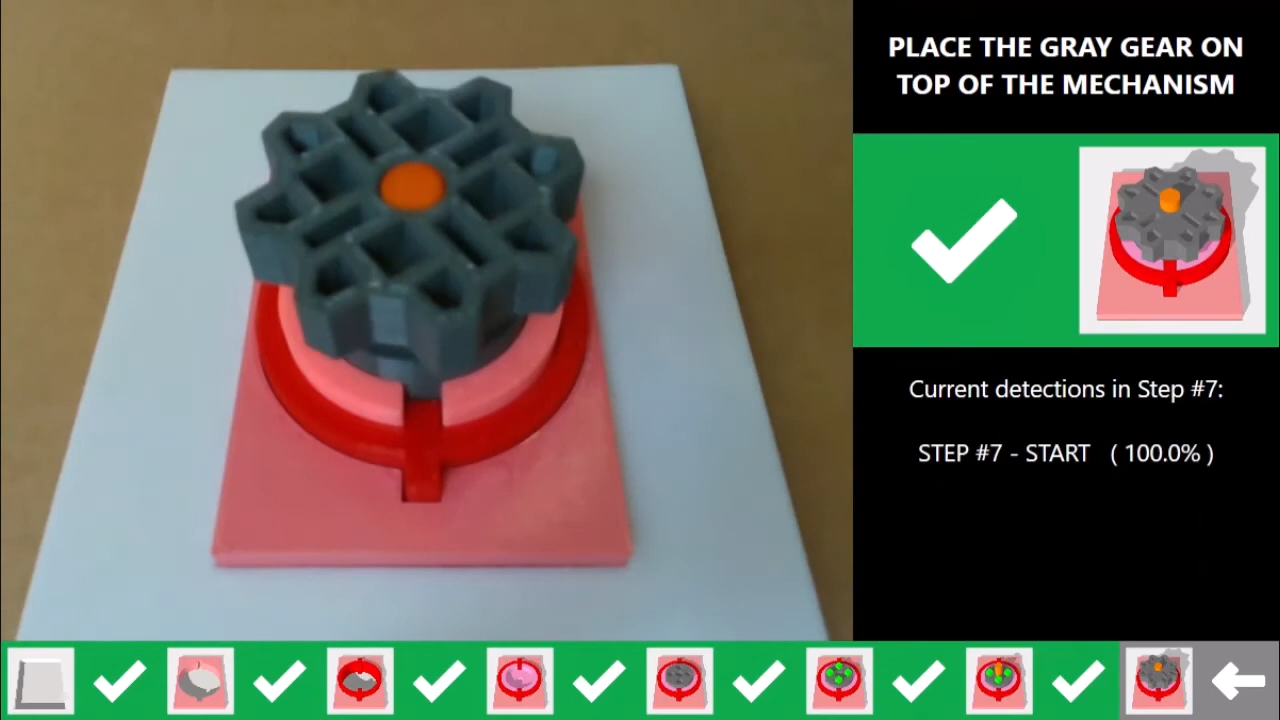 PLACE THE GRAY GEAR ON
TOP OF THE MECHANISM
Current detections in Step #7:
STEP #7 - START ( 100.0% )